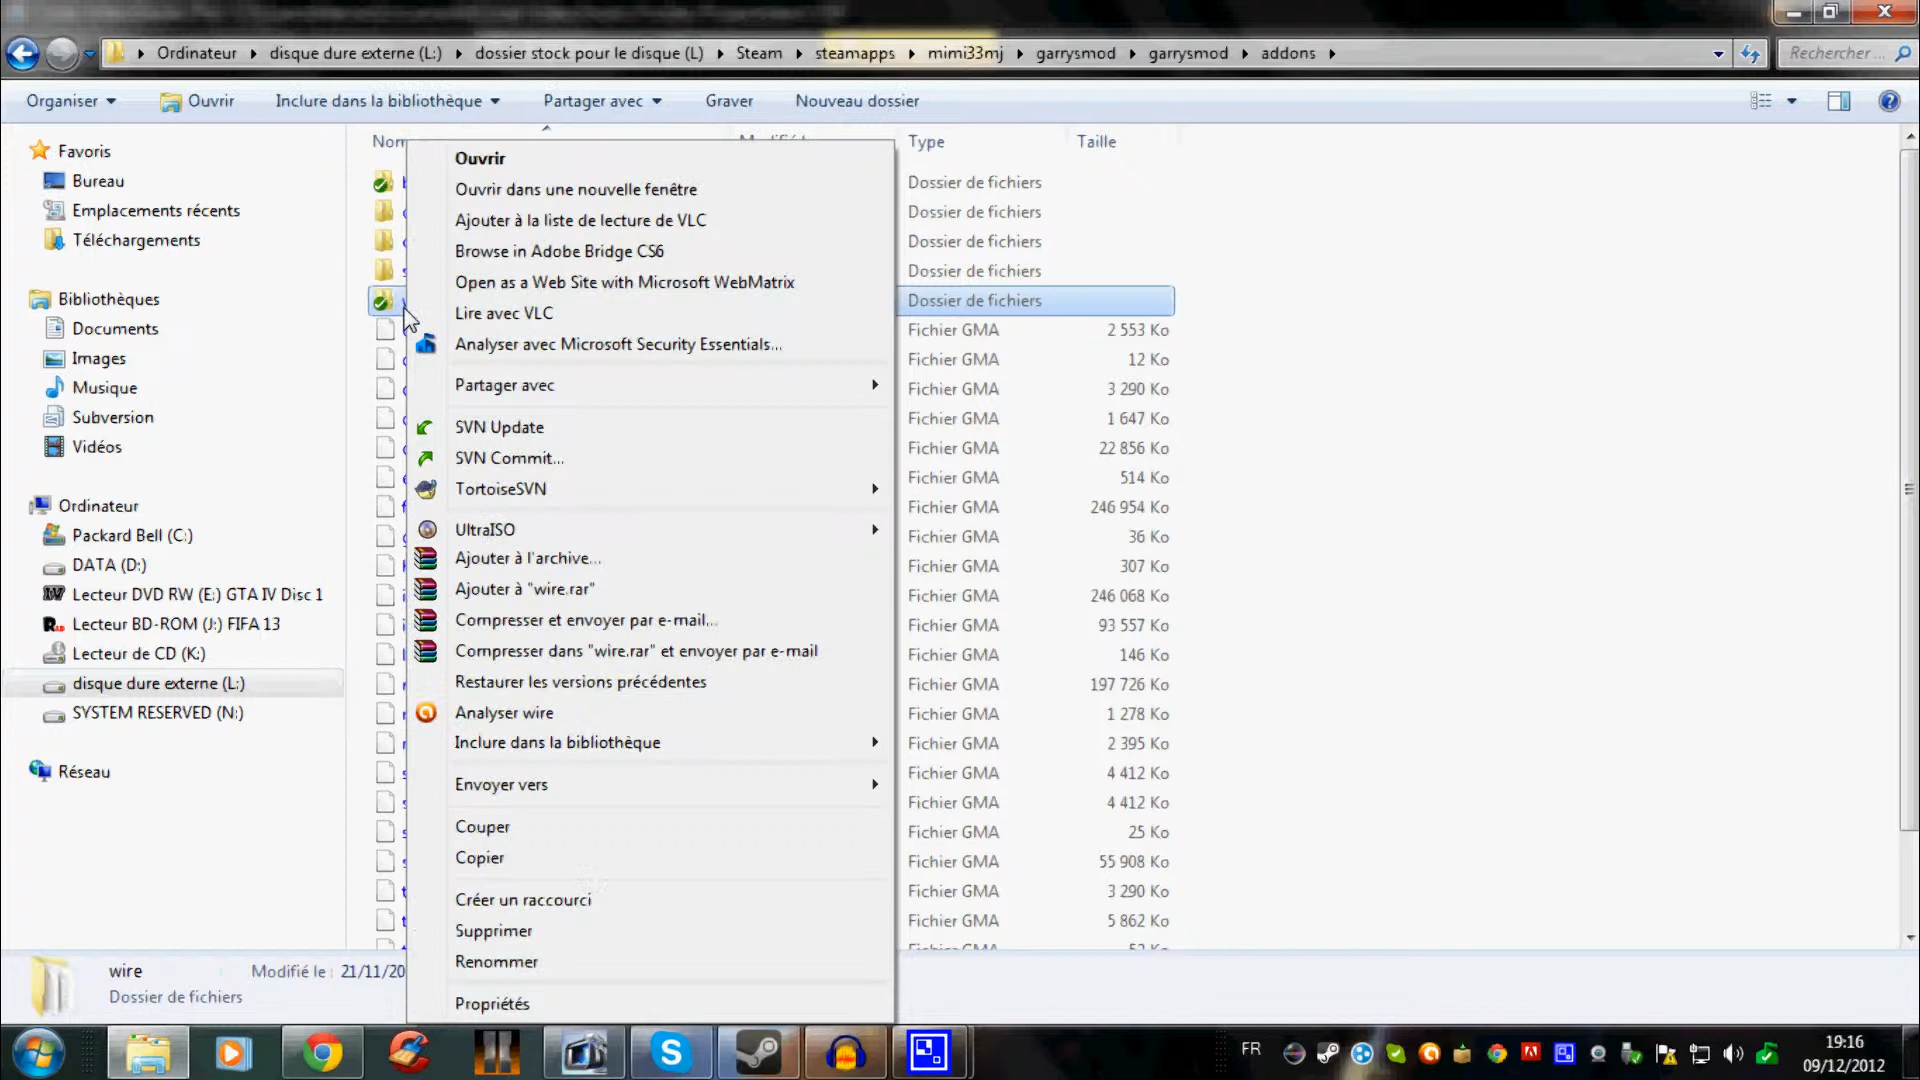 Ordinateur disque dure externe (L:) dossier stock pour le disque (L) Steam steamapps mimi33mj garrysmod garrysmod addons
Rechercher ...
Organiser Ouvrir Inclure dans la bibliothèque Partager avec Graver Nouveau dossier
Favoris
Bureau
Emplacements récents
Téléchargements
Bibliothèques
Documents
Images
Musique
Subversion
Vidéos
Ordinateur
Packard Bell (C:)
DATA (D:)
Lecteur DVD RW (E:) GTA IV Disc 1
Lecteur BD-ROM (J:) FIFA 13
Lecteur de CD (K:)
disque dure externe (L:)
SYSTEM RESERVED (N:)
Réseau
Type Taille
Dossier de fichiers
Dossier de fichiers
Dossier de fichiers
Dossier de fichiers
Dossier de fichiers
Fichier GMA 2 553 Ko
Fichier GMA 12 Ko
Fichier GMA 3 290 Ko
Fichier GMA 1 647 Ko
Fichier GMA 22 856 Ko
Fichier GMA 514 Ko
Fichier GMA 246 954 Ko
Fichier GMA 36 Ko
Fichier GMA 307 Ko
Fichier GMA 246 068 Ko
Fichier GMA 93 557 Ko
Fichier GMA 146 Ko
Fichier GMA 197 726 Ko
Fichier GMA 1 278 Ko
Fichier GMA 2 395 Ko
Fichier GMA 4 412 Ko
Fichier GMA 4 412 Ko
Fichier GMA 25 Ko
Fichier GMA 55 908 Ko
Fichier GMA 3 290 Ko
Fichier GMA 5 862 Ko
Ouvrir
Ouvrir dans une nouvelle fenêtre
Ajouter à la liste de lecture de VLC
Browse in Adobe Bridge CS6
Open as a Web Site with Microsoft WebMatrix
Lire avec VLC
Analyser avec Microsoft Security Essentials...
Partager avec
SVN Update
SVN Commit...
TortoiseSVN
UltraISO
Ajouter à l'archive...
Ajouter à "wire.rar"
Compresser et envoyer par e-mail...
Compresser dans "wire.rar" et envoyer par e-mail
Restaurer les versions précédentes
Analyser wire
Inclure dans la bibliothèque
Envoyer vers
Couper
Copier
Créer un raccourci
Supprimer
Renommer
Propriétés
wire Modifié le : 21/11/20
Dossier de fichiers
FR
19:16
09/12/2012